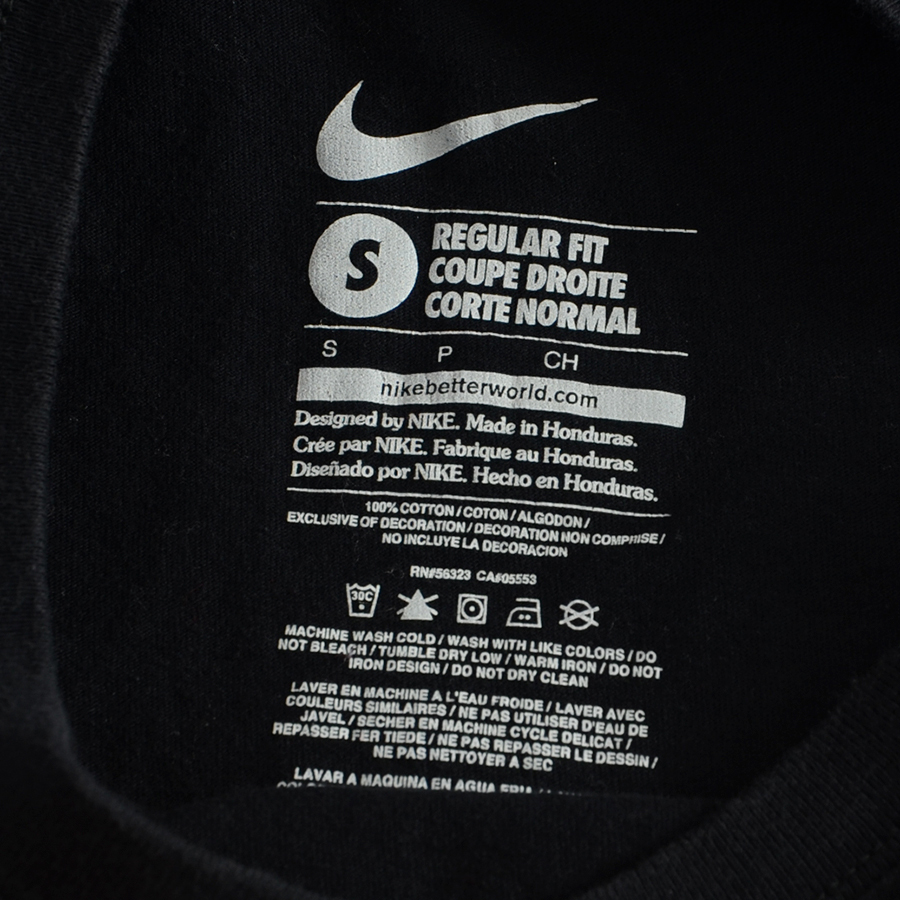 S
REGULAR FIT
COUPE DROITE
CORTE NORMAL
S P CH
nikebetterworld.com
Designed by NIKE. Made in Honduras.
Crée par NIKE. Fabrique au Honduras.
Diseñado por NIKE. Hecho en Honduras.
100% COTTON / COTON / ALGODON /
EXCLUSIVE OF DECORATION / DECORATION NON COMPRISE /
NO INCLUYE LA DECORACION
RN#56323 CA#05553
30C
MACHINE WASH COLD / WASH WITH LIKE COLORS / DO
NOT BLEACH / TUMBLE DRY LOW / WARM IRON / DO NOT
IRON DESIGN / DO NOT DRY CLEAN
LAVER EN MACHINE A L'EAU FROIDE / LAVER AVEC
COULEURS SIMILAIRES / NE PAS UTILISER D'EAU DE
JAVEL / SECHER EN MACHINE CYCLE DELICAT /
REPASSER FER TIEDE / NE PAS REPASSER LE DESSIN /
NE PAS NETTOYER A SEC
LAVAR A MAQUINA EN AGUA FRIA /